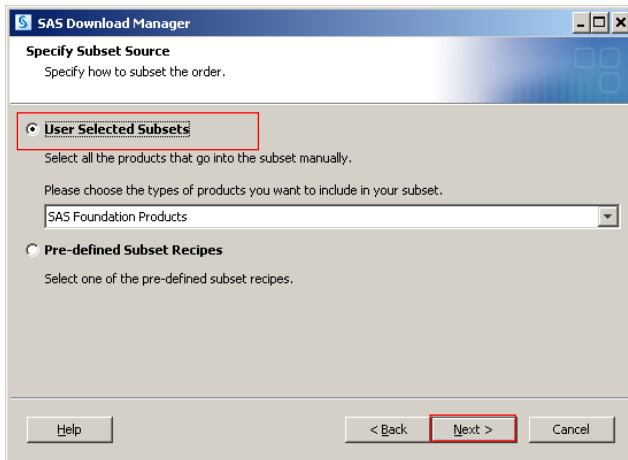 SAS Download Manager
Specify Subset Source
Specify how to subset the order.
User Selected Subsets
Select all the products that go into the subset manually.
Please choose the types of products you want to include in your subset.
SAS Foundation Products
Pre-defined Subset Recipes
Select one of the pre-defined subset recipes.
Help
< Back
Next >
Cancel